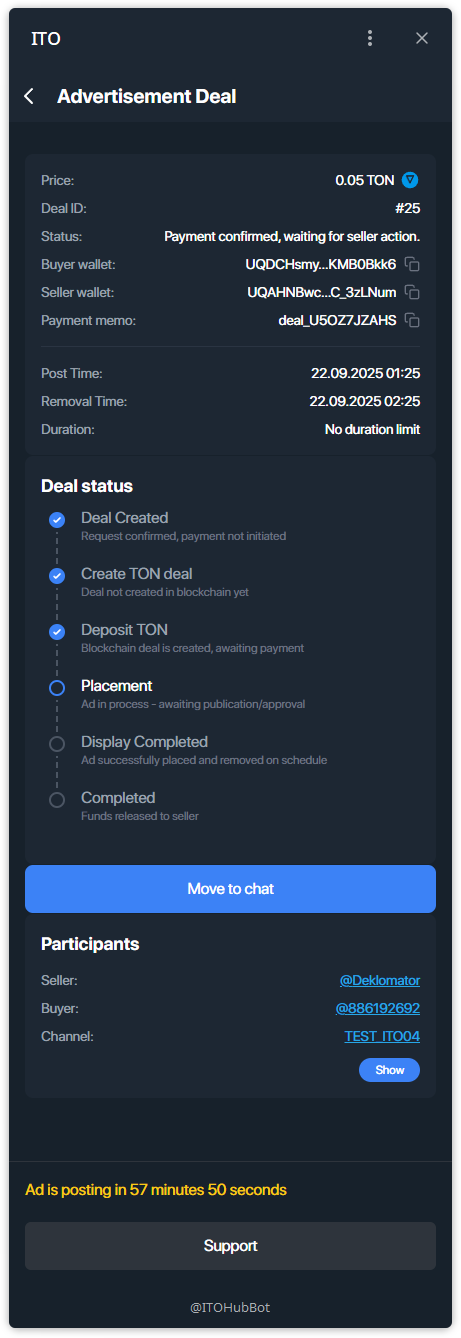 ITO
Advertisement Deal
Price: 0.05 TON
Deal ID: #25
Status: Payment confirmed, waiting for seller action.
Buyer wallet: UQDCHsmy...KMB0Bkk6
Seller wallet: UQAHNBwc...C_3zLNum
Payment memo: deal_U5OZ7JZAHS
Post Time: 22.09.2025 01:25
Removal Time: 22.09.2025 02:25
Duration: No duration limit
Deal status
Deal Created
Request confirmed, payment not initiated
Create TON deal
Deal not created in blockchain yet
Deposit TON
Blockchain deal is created, awaiting payment
Placement
Ad in process - awaiting publication/approval
Display Completed
Ad successfully placed and removed on schedule
Completed
Funds released to seller
Move to chat
Participants
Seller: @Deklomator
Buyer: @886192692
Channel: TEST_ITO04
Show
Ad is posting in 57 minutes 50 seconds
Support
@ITOHubBot